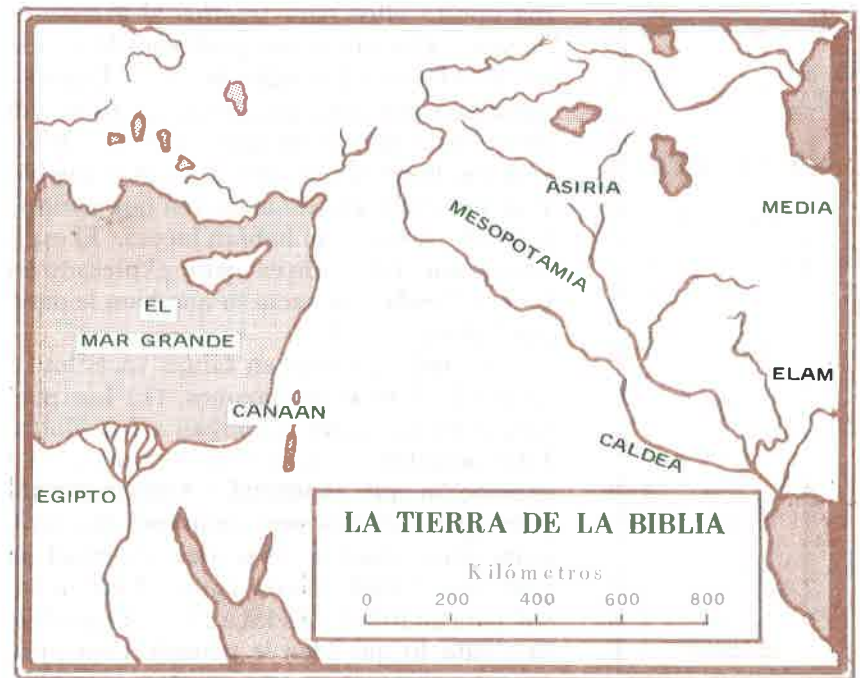 ASIRIA
MEDIA
MESOPOTAMIA
EL
MAR GRANDE
ELAM
CANAAN
CALDEA
EGIPTO
LA TIERRA DE LA BIBLIA
Kilómetros
0 200 400 600 800